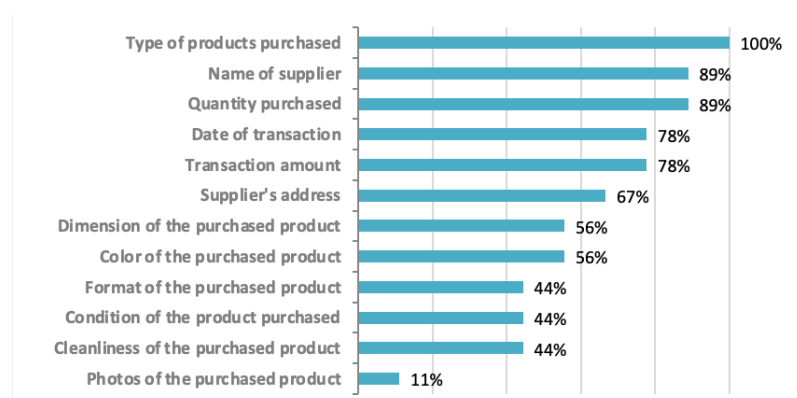 Type of products purchased 100%
Name of supplier 89%
Quantity purchased 89%
Date of transaction 78%
Transaction amount 78%
Supplier's address 67%
Dimension of the purchased product 56%
Color of the purchased product 56%
Format of the purchased product 44%
Condition of the product purchased 44%
Cleanliness of the purchased product 44%
Photos of the purchased product 11%